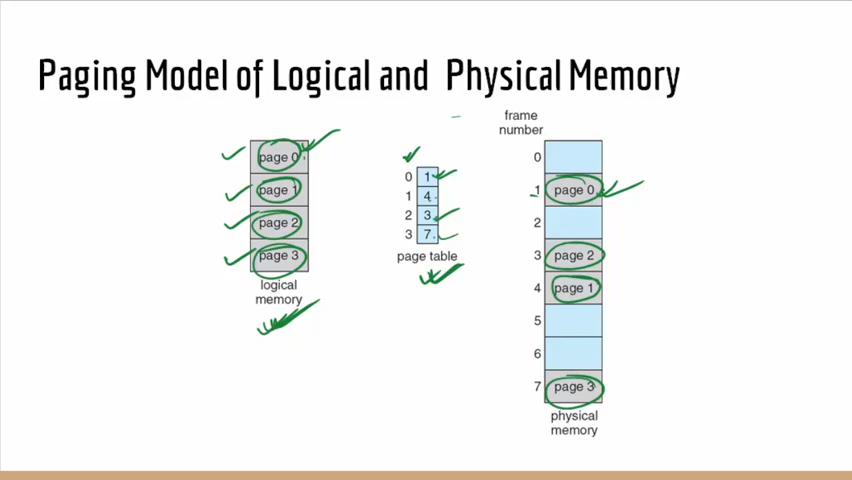 Paging Model of Logical and Physical Memory
frame
number
page 0
page 1
page 2
page 3
logical
memory
0 1
1 4
2 3
3 7
page table
0
1 page 0
2
3 page 2
4 page 1
5
6
7 page 3
physical
memory